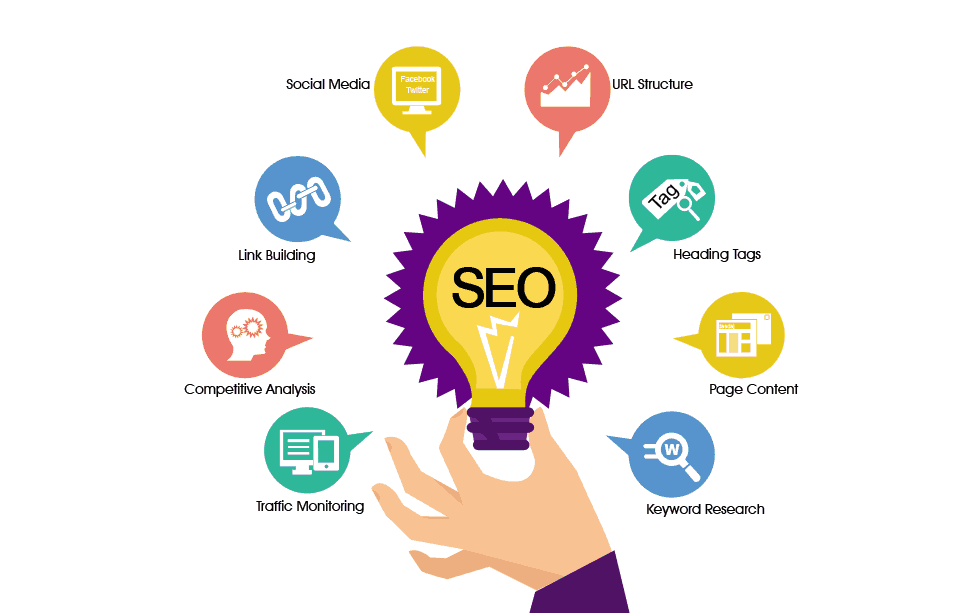 Facebook
Twitter
Social Media
URL Structure
Tag
Link Building
Heading Tags
SEO
Competitive Analysis
Page Content
W
Traffic Monitoring
Keyword Research